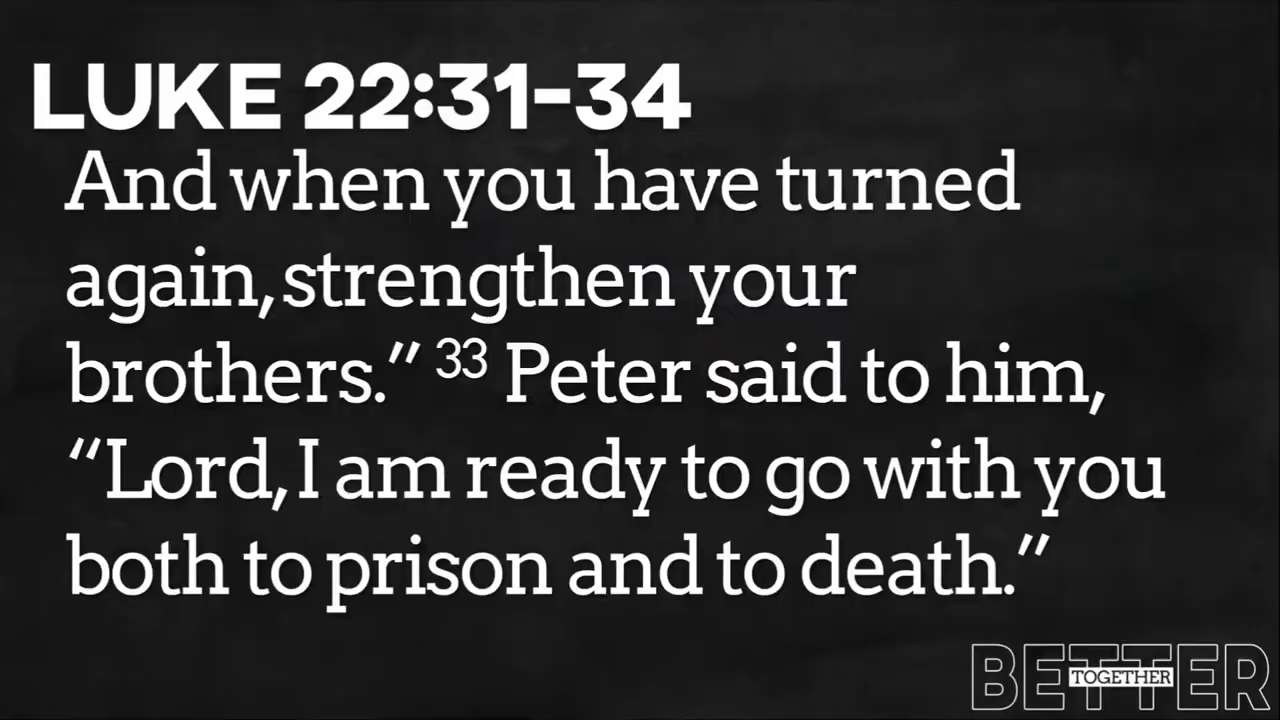 LUKE 22:31-34
And when you have turned
again, strengthen your
brothers.” 33 Peter said to him,
“Lord, I am ready to go with you
both to prison and to death.”
BETTER
TOGETHER